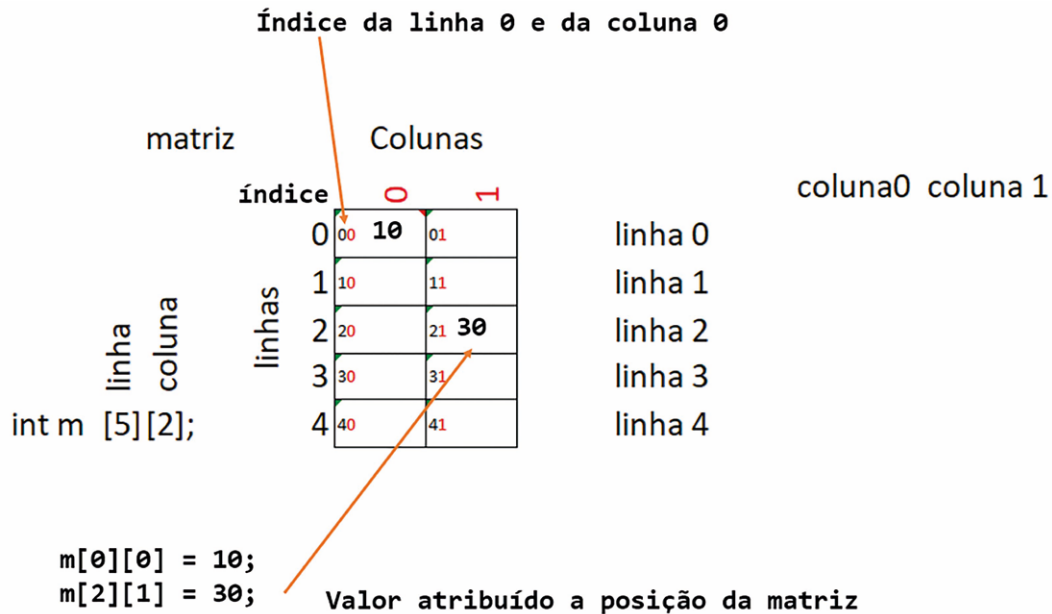 Índice da linha 0 e da coluna 0
matriz Colunas
coluna0 coluna 1
índice 0 1
0 00 10 01 linha 0
1 10 11 linha 1
2 20 21 30 linha 2
3 30 31 linha 3
4 40 41 linha 4
linhas
linha
coluna
int m [5][2];
m[0][0] = 10;
m[2][1] = 30;
Valor atribuído a posição da matriz